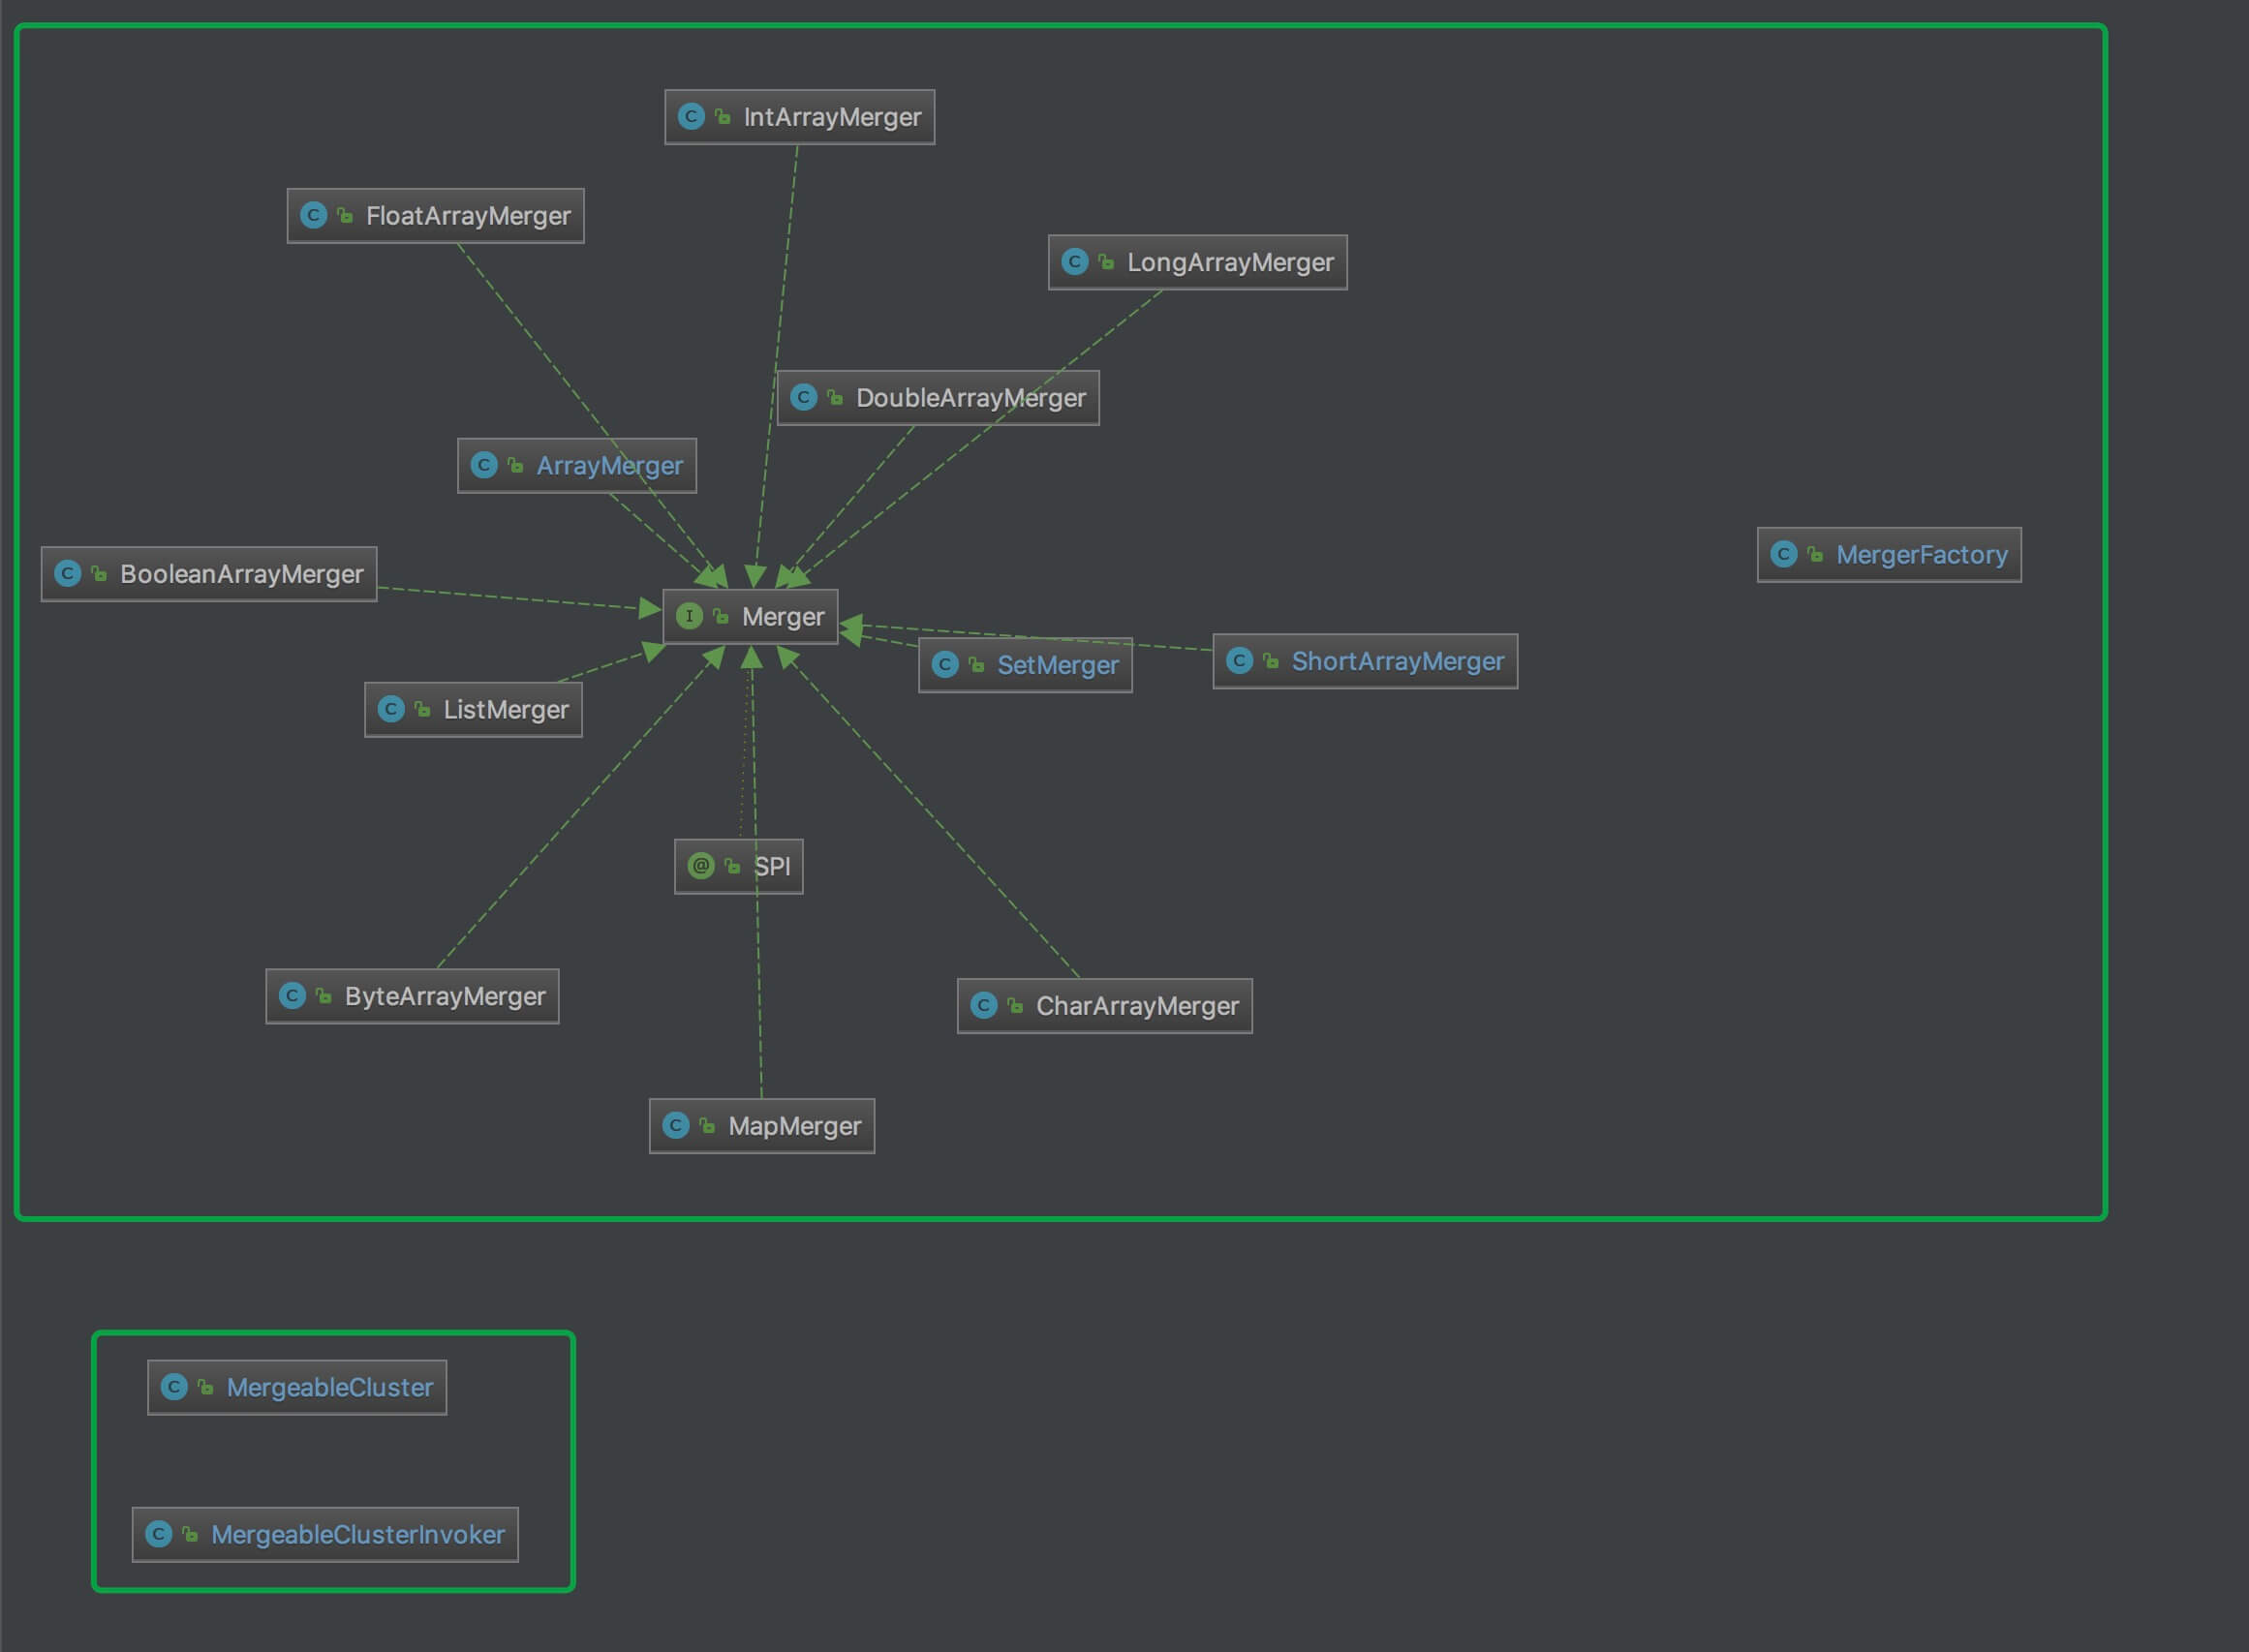 C IntArrayMerger
C FloatArrayMerger
C LongArrayMerger
C DoubleArrayMerger
C ArrayMerger
C MergerFactory
C BooleanArrayMerger
I Merger
C SetMerger
C ShortArrayMerger
C ListMerger
@ SPI
C ByteArrayMerger
C CharArrayMerger
C MapMerger
C MergeableCluster
C MergeableClusterInvoker